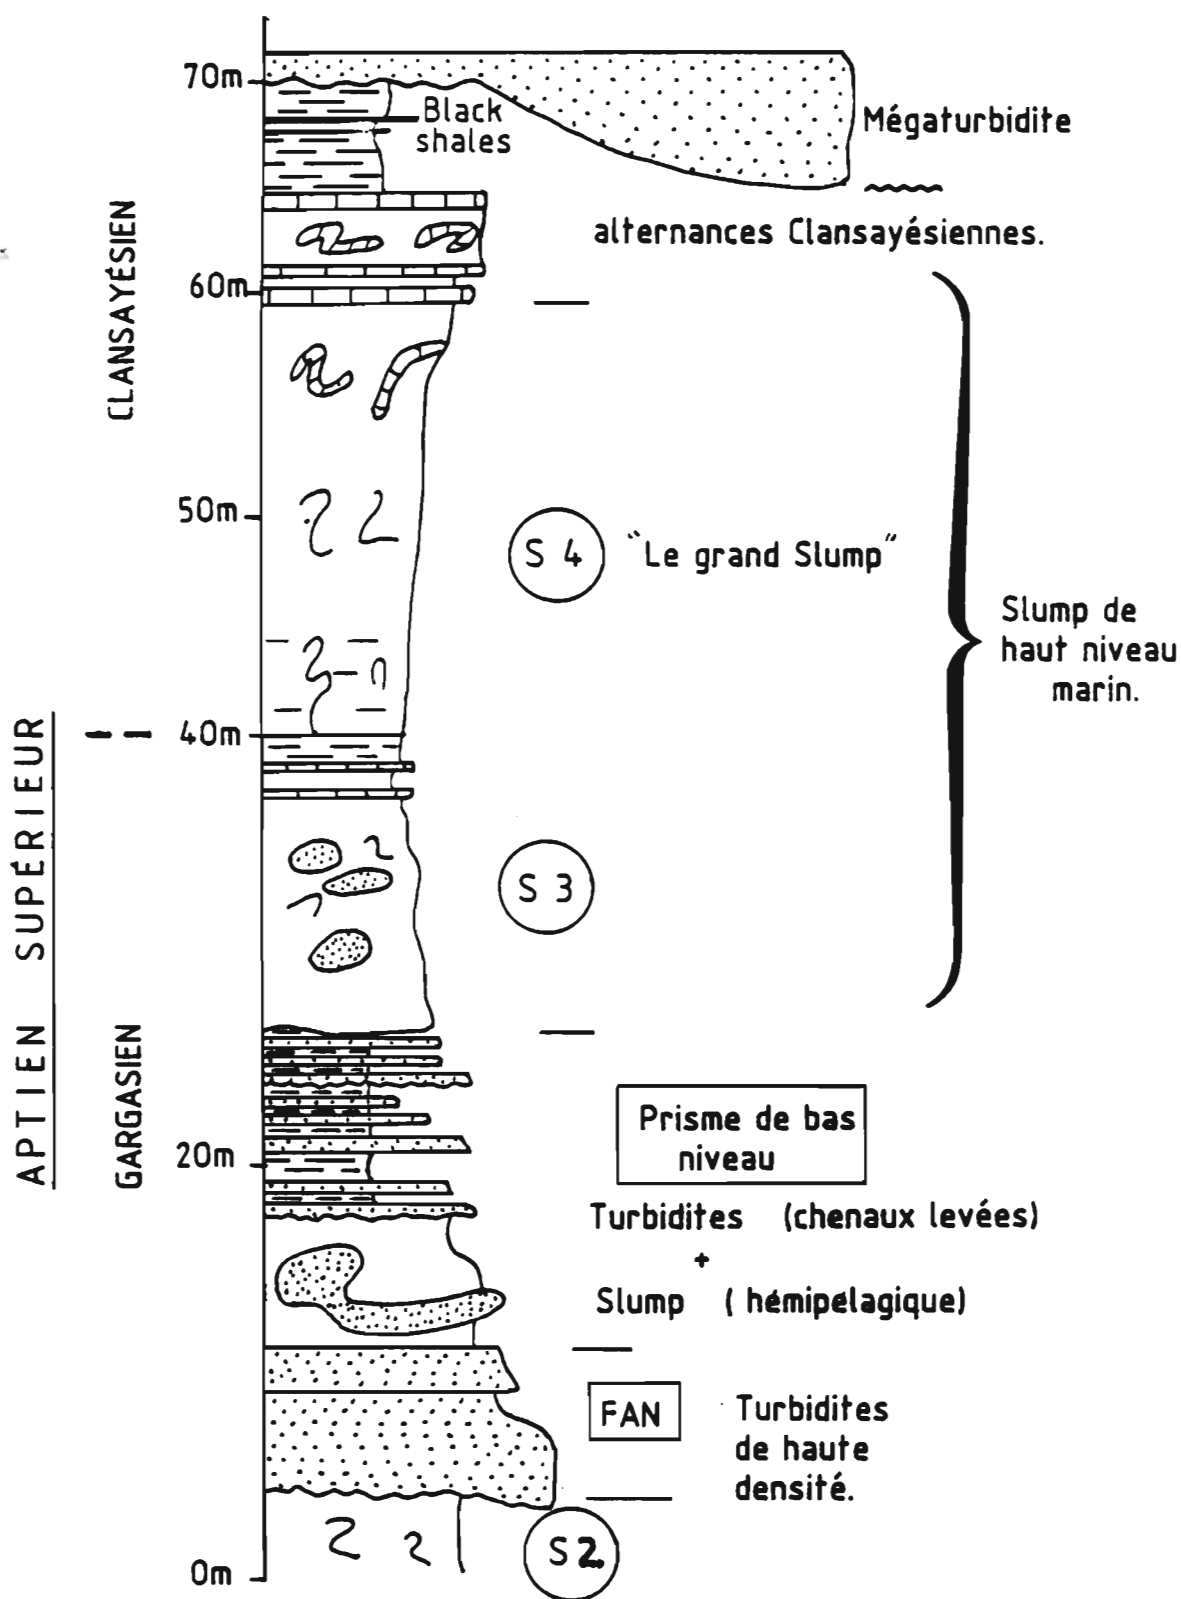 70m
Black
shales
Mégaturbidite
alternances Clansayésiennes.
CLANSAYÉSIEN
60m
50m
S 4
"Le grand Slump"
Slump de
haut niveau
marin.
40m
APTIEN SUPÉRIEUR
S 3
GARGASIEN
Prisme de bas
niveau
20m
Turbidites (chenaux levées)
+
Slump (hémipélagique)
FAN
Turbidites
de haute
densité.
S 2
0m